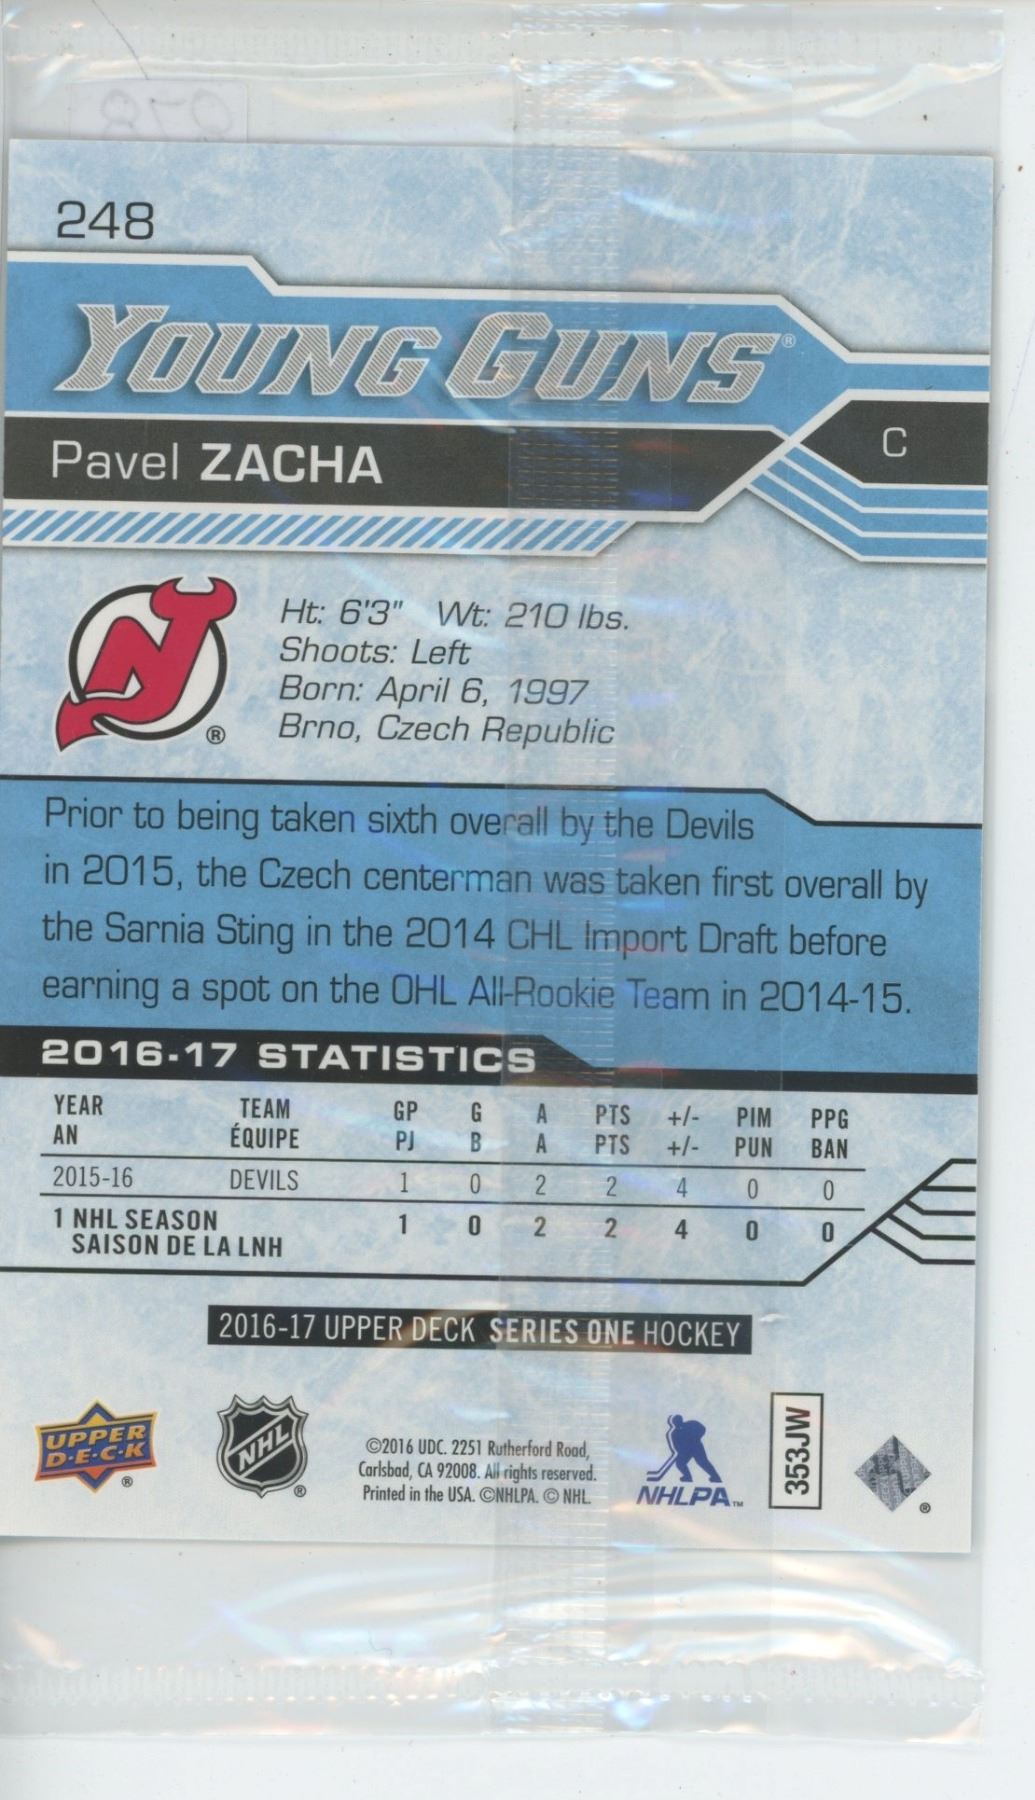 248
YOUNG GUNS®
Pavel ZACHA
C
Ht: 6'3" Wt: 210 lbs.
Shoots: Left
Born: April 6, 1997
Brno, Czech Republic
®
Prior to being taken sixth overall by the Devils
in 2015, the Czech centerman was taken first overall by
the Sarnia Sting in the 2014 CHL Import Draft before
earning a spot on the OHL All-Rookie Team in 2014-15.
2016-17 STATISTICS
YEAR TEAM GP G A PTS +/- PIM PPG
AN ÉQUIPE PJ B A PTS +/- PUN BAN
2015-16 DEVILS 1 0 2 2 4 0 0
1 NHL SEASON 1 0 2 2 4 0 0
SAISON DE LA LNH
2016-17 UPPER DECK SERIES ONE HOCKEY
UPPER
D·E·C·K
®
NHL
®
©2016 UDC. 2251 Rutherford Road,
Carlsbad, CA 92008. All rights reserved.
Printed in the USA. ©NHLPA. © NHL.
NHLPA™
353JW
®